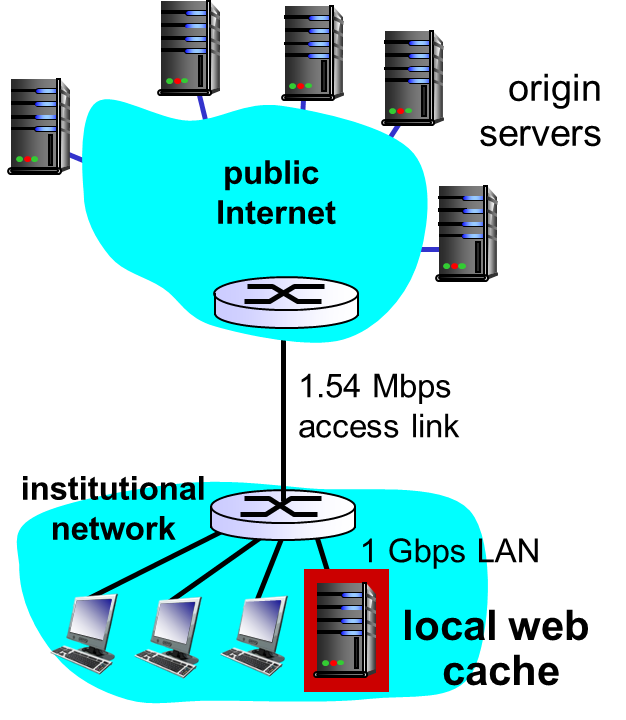 origin
servers
public
Internet
1.54 Mbps
access link
institutional
network
1 Gbps LAN
local web
cache